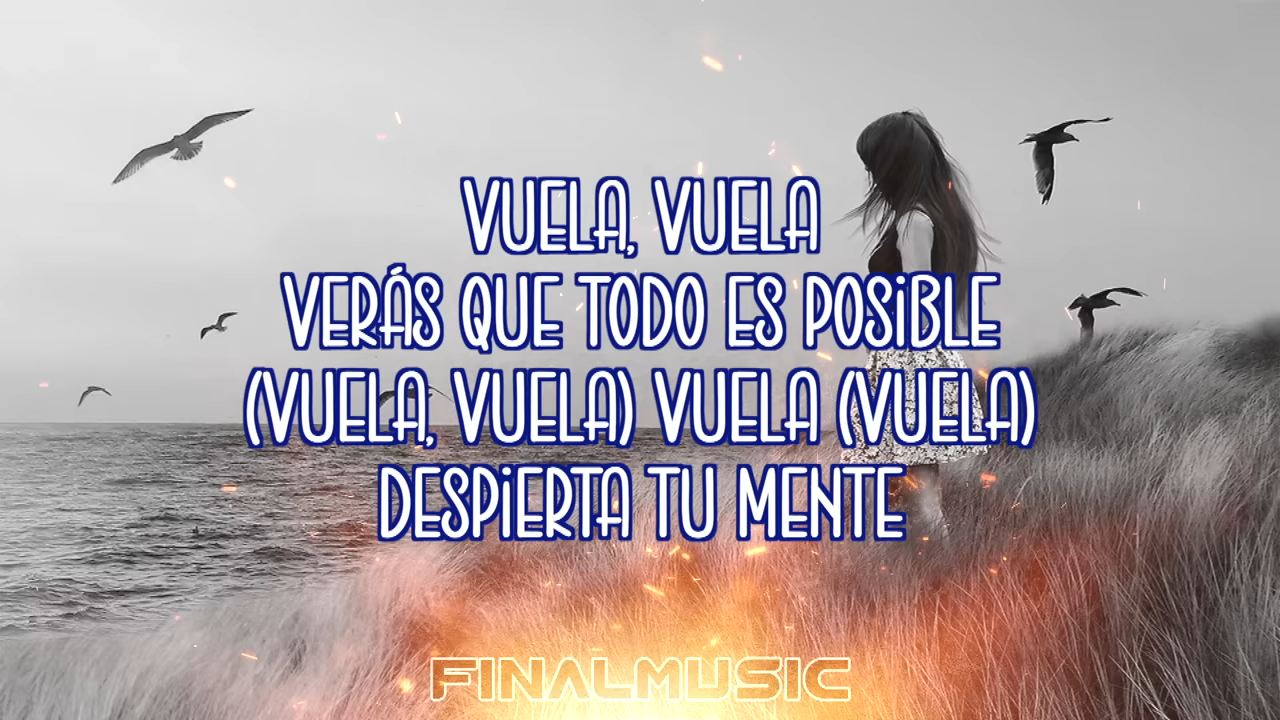 VUELA, VUELA
VERÁS QUE TODO ES POSiBLE
(VUELA, VUELA) VUELA (VUELA)
DESPiERTA TU MENTE
FINALMUSIC